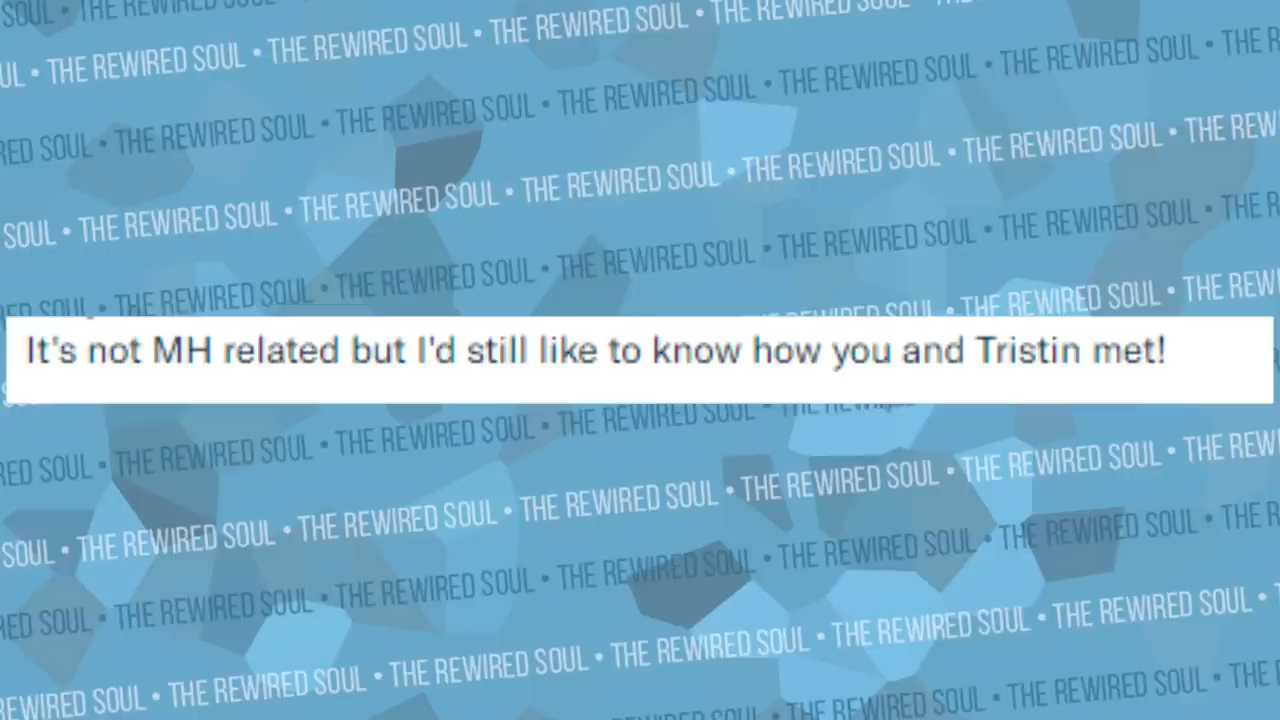 SOUL • THE REWIRED SOUL • THE REWIRED SOUL
UL • THE REWIRED SOUL • THE REWIRED SOUL • THE REWIRED SOUL • THE REWIRED SOUL
SOUL • THE REWIRED SOUL • THE REWIRED SOUL • THE REWIRED SOUL • THE REWIRED SOUL • THE R
SOUL • THE REWIRED SOUL • THE REWIRED SOUL • THE REWIRED SOUL • THE REWIRED SOUL • THE REWIRED SOUL • THE REW
RED SOUL • THE REWIRED SOUL • THE REWIRED SOUL • THE REWIRED SOUL • THE REWIRED SOUL • THE R
THE REWIRED SOUL • THE REWIRED SOUL • THE REW
It's not MH related but I'd still like to know how you and Tristin met!
RED SOUL • THE REWIRED SOUL • THE REWIRED SOUL • THE REWIRED SOUL • THE REWIRED
SOUL • THE REWIRED SOUL • THE REWIRED SOUL • THE REWIRED SOUL • THE REWIRED SOUL • THE REWIRED SOUL • THE REW
RED SOUL • THE REWIRED SOUL • THE REWIRED SOUL • THE REWIRED SOUL • THE REWIRED SOUL • THE REWIRED SOUL • THE R
REWIRED SOUL • THE REWIRED SOUL • THE REWIRED SOUL • THE REWIRED SOUL • THE REWIRED SOUL • THE REWIRED SOUL •
THE REWIRED SOUL • THE REWIRED SOUL • THE REWIRED SOUL • THE